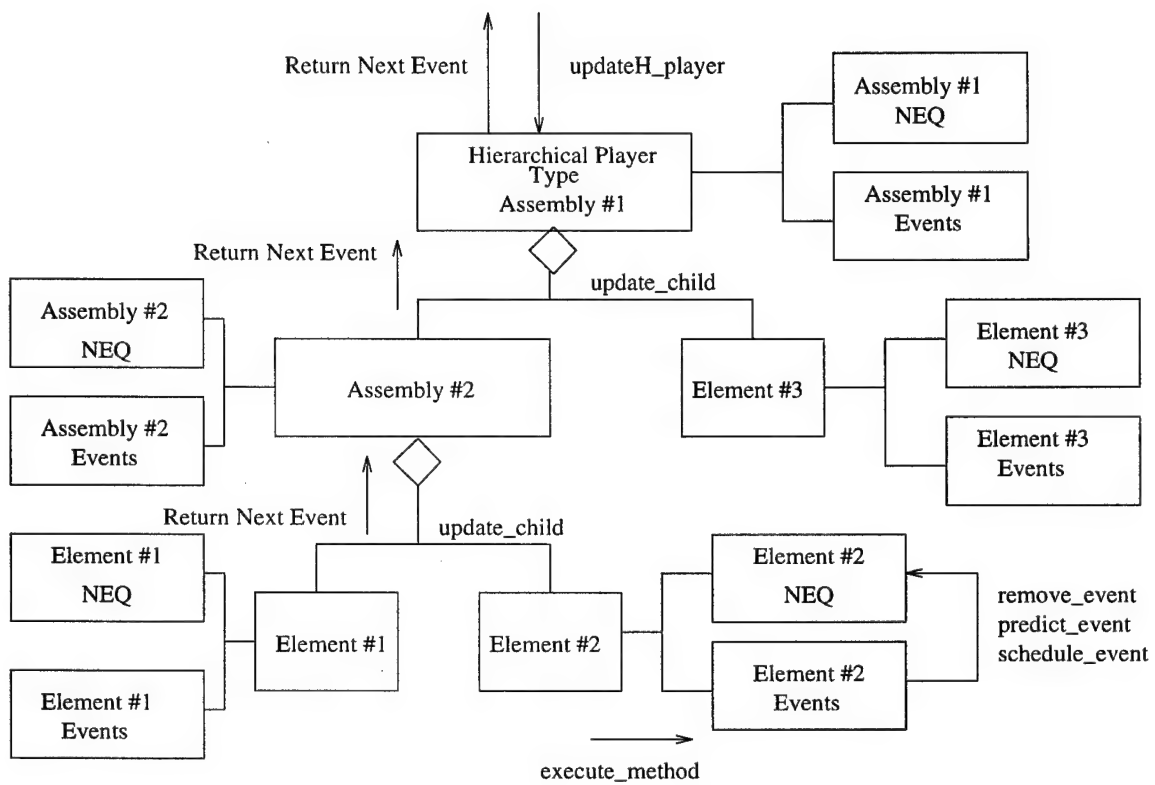 Return Next Event
updateH_player
Assembly #1
NEQ
Hierarchical Player
Type
Assembly #1
Assembly #1
Events
Return Next Event
update_child
Assembly #2
NEQ
Assembly #2
Element #3
Element #3
NEQ
Assembly #2
Events
Element #3
Events
Return Next Event
update_child
Element #1
NEQ
Element #1
Element #2
Element #2
NEQ
remove_event
predict_event
schedule_event
Element #1
Events
Element #2
Events
execute_method